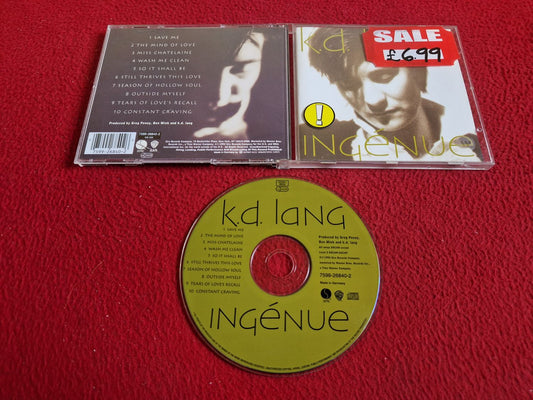 1 SAVE ME
2 THE MIND OF LOVE
3 MISS CHATELAINE
4 WASH ME CLEAN
5 SO IT SHALL BE
6 STILL THRIVES THIS LOVE
7 SEASON OF HOLLOW SOUL
8 OUTSIDE MYSELF
9 TEARS OF LOVE'S RECALL
10 CONSTANT CRAVING
Produced by Greg Penny, Ben Mink and k.d. lang
7599-26840-2
7599-26840-2
k.d.
SALE
£6.99
!
INGÉNUE
k.d. lang
1 SAVE ME
2 THE MIND OF LOVE
3 MISS CHATELAINE
4 WASH ME CLEAN
5 SO IT SHALL BE
6 STILL THRIVES THIS LOVE
7 SEASON OF HOLLOW SOUL
8 OUTSIDE MYSELF
9 TEARS OF LOVE'S RECALL
10 CONSTANT CRAVING
Produced by Greg Penny,
Ben Mink and k.d. lang
7599-26840-2
Made in Germany
INGÉNUE